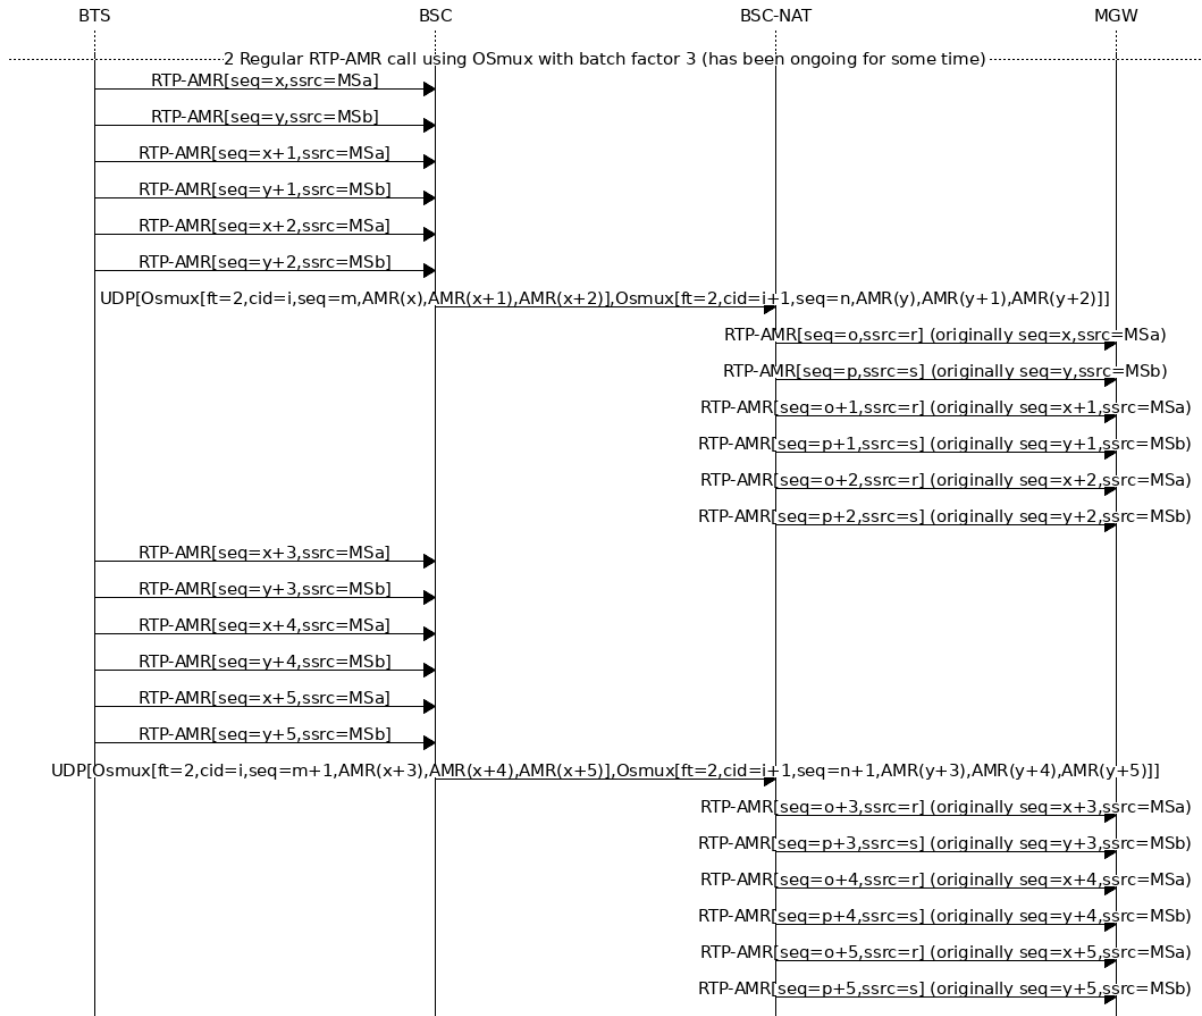 BTS BSC BSC-NAT MGW
2 Regular RTP-AMR call using OSmux with batch factor 3 (has been ongoing for some time)
RTP-AMR[seq=x,ssrc=MSa]
RTP-AMR[seq=y,ssrc=MSb]
RTP-AMR[seq=x+1,ssrc=MSa]
RTP-AMR[seq=y+1,ssrc=MSb]
RTP-AMR[seq=x+2,ssrc=MSa]
RTP-AMR[seq=y+2,ssrc=MSb]
UDP[Osmux[ft=2,cid=i,seq=m,AMR(x),AMR(x+1),AMR(x+2)],Osmux[ft=2,cid=i+1,seq=n,AMR(y),AMR(y+1),AMR(y+2)]]
RTP-AMR[seq=o,ssrc=r] (originally seq=x,ssrc=MSa)
RTP-AMR[seq=p,ssrc=s] (originally seq=y,ssrc=MSb)
RTP-AMR[seq=o+1,ssrc=r] (originally seq=x+1,ssrc=MSa)
RTP-AMR[seq=p+1,ssrc=s] (originally seq=y+1,ssrc=MSb)
RTP-AMR[seq=o+2,ssrc=r] (originally seq=x+2,ssrc=MSa)
RTP-AMR[seq=p+2,ssrc=s] (originally seq=y+2,ssrc=MSb)
RTP-AMR[seq=x+3,ssrc=MSa]
RTP-AMR[seq=y+3,ssrc=MSb]
RTP-AMR[seq=x+4,ssrc=MSa]
RTP-AMR[seq=y+4,ssrc=MSb]
RTP-AMR[seq=x+5,ssrc=MSa]
RTP-AMR[seq=y+5,ssrc=MSb]
UDP[Osmux[ft=2,cid=i,seq=m+1,AMR(x+3),AMR(x+4),AMR(x+5)],Osmux[ft=2,cid=i+1,seq=n+1,AMR(y+3),AMR(y+4),AMR(y+5)]]
RTP-AMR[seq=o+3,ssrc=r] (originally seq=x+3,ssrc=MSa)
RTP-AMR[seq=p+3,ssrc=s] (originally seq=y+3,ssrc=MSb)
RTP-AMR[seq=o+4,ssrc=r] (originally seq=x+4,ssrc=MSa)
RTP-AMR[seq=p+4,ssrc=s] (originally seq=y+4,ssrc=MSb)
RTP-AMR[seq=o+5,ssrc=r] (originally seq=x+5,ssrc=MSa)
RTP-AMR[seq=p+5,ssrc=s] (originally seq=y+5,ssrc=MSb)